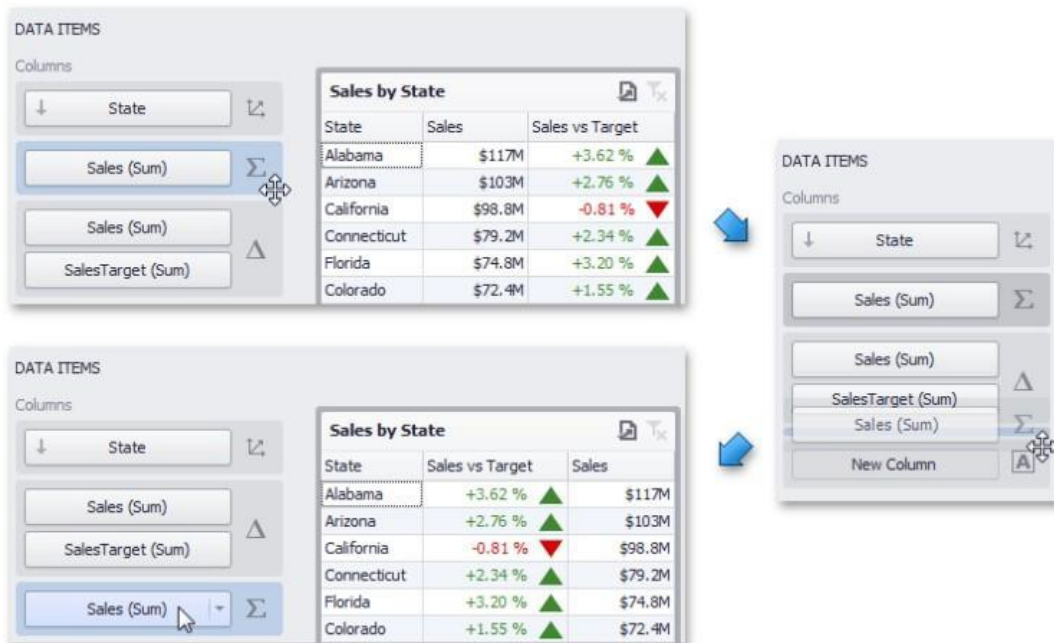 DATA ITEMS
Columns
State
Sales (Sum)
Sales (Sum)
SalesTarget (Sum)
Sales by State
State Sales Sales vs Target
Alabama $117M +3.62 %
Arizona $103M +2.76 %
California $98.8M -0.81 %
Connecticut $79.2M +2.34 %
Florida $74.8M +3.20 %
Colorado $72.4M +1.55 %
DATA ITEMS
Columns
State
Sales (Sum)
Sales (Sum)
SalesTarget (Sum)
Sales (Sum)
New Column A
DATA ITEMS
Columns
State
Sales (Sum)
SalesTarget (Sum)
Sales (Sum)
Sales by State
State Sales vs Target Sales
Alabama +3.62 % $117M
Arizona +2.76 % $103M
California -0.81 % $98.8M
Connecticut +2.34 % $79.2M
Florida +3.20 % $74.8M
Colorado +1.55 % $72.4M